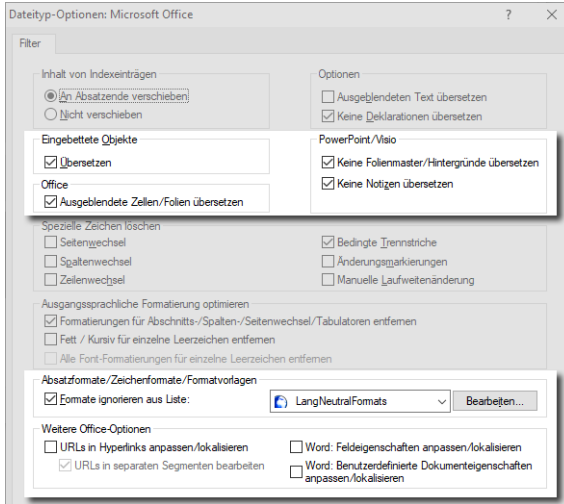 Dateityp-Optionen: Microsoft Office
Filter
Inhalt von Indexeinträgen
An Absatzende verschieben
Nicht verschieben
Optionen
Ausgeblendeten Text übersetzen
Keine Deklarationen übersetzen
Eingebettete Objekte
Übersetzen
Office
Ausgeblendete Zellen/Folien übersetzen
PowerPoint/Visio
Keine Folienmaster/Hintergründe übersetzen
Keine Notizen übersetzen
Spezielle Zeichen löschen
Seitenwechsel
Spaltenwechsel
Zeilenwechsel
Bedingte Trennstriche
Änderungsmarkierungen
Manuelle Laufweitenänderung
Ausgangssprachliche Formatierung optimieren
Formatierungen für Abschnitts-/Spalten-/Seitenwechsel/Tabulatoren entfernen
Fett / Kursiv für einzelne Leerzeichen entfernen
Alle Font-Formatierungen für einzelne Leerzeichen entfernen
Absatzformate/Zeichenformate/Formatvorlagen
Formate ignorieren aus Liste:
LangNeutralFormats
Bearbeiten...
Weitere Office-Optionen
URLs in Hyperlinks anpassen/lokalisieren
URLs in separaten Segmenten bearbeiten
Word: Feldeigenschaften anpassen/lokalisieren
Word: Benutzerdefinierte Dokumenteigenschaften
anpassen/lokalisieren